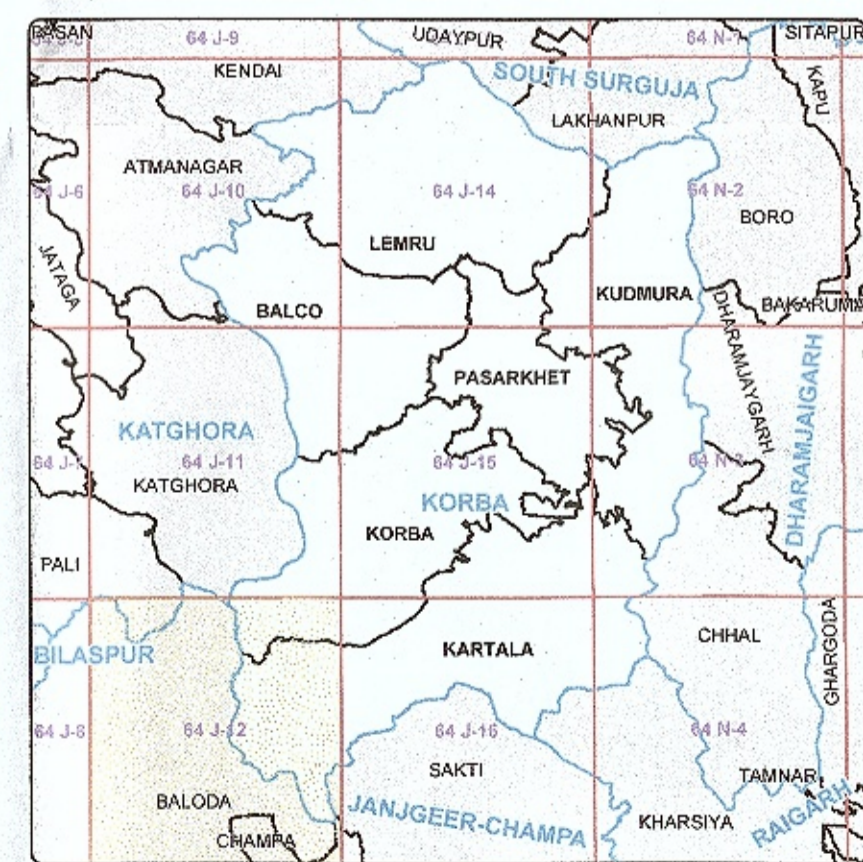 RASAN
64 J-9
UDAYPUR
64 N-1
SITAPUR
KENDAI
SOUTH SURGUJA
KAPU
LAKHANPUR
ATMANAGAR
64 J-6
64 J-10
64 J-14
64 N-2
BORO
LEMRU
JATAGA
BALCO
KUDMURA
BAKARUMA
DHARAMJAYGARH
DHARAMJAIGARH
PASARKHET
KATGHORA
64 J-11
64 J-15
64 N-3
KATGHORA
KORBA
KORBA
PALI
BILASPUR
KARTALA
CHHAL
GHARGODA
64 J-8
64 J-12
64 J-16
64 N-4
SAKTI
TAMNAR
BALODA
JANJGEER-CHAMPA
KHARSIYA
RAIGARH
CHAMPA